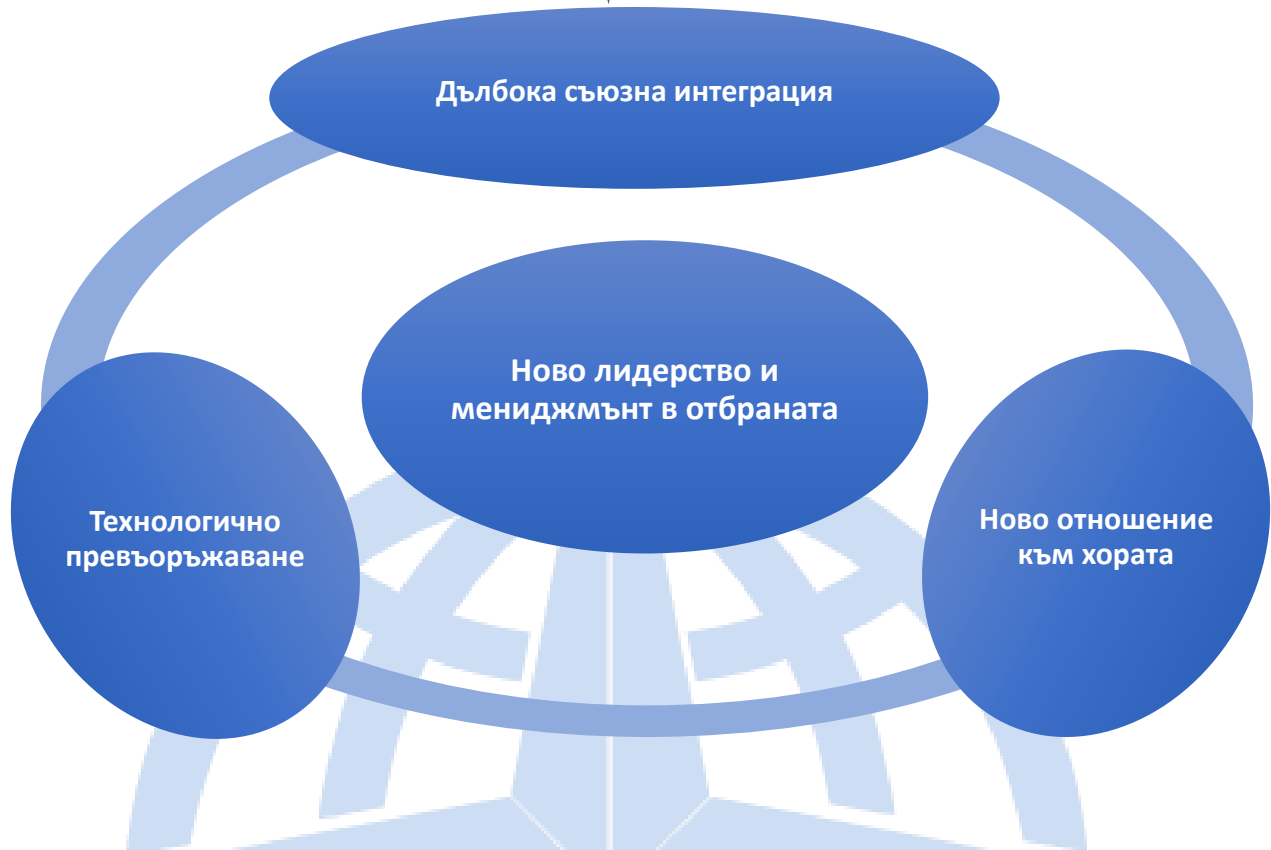 Дълбока съюзна интеграция
Ново лидерство и
мениджмънт в отбраната
Технологично
превъоръжаване
Ново отношение
към хората